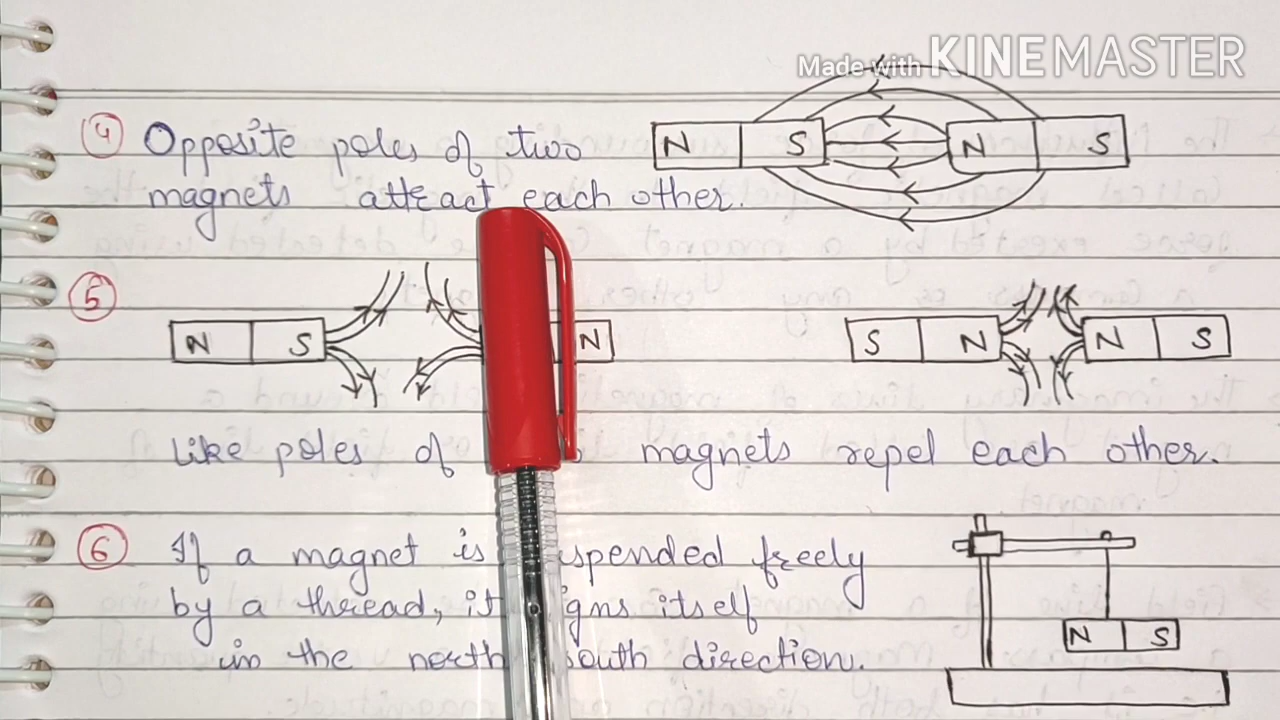 Made with KINEMASTER
4 Opposite poles of two
magnets attract each other.
N S N S
5
N S N S N N S
Like poles of magnets repel each other.
6 If a magnet is spended freely
by a thread, it igns itself
in the north south direction.
N S